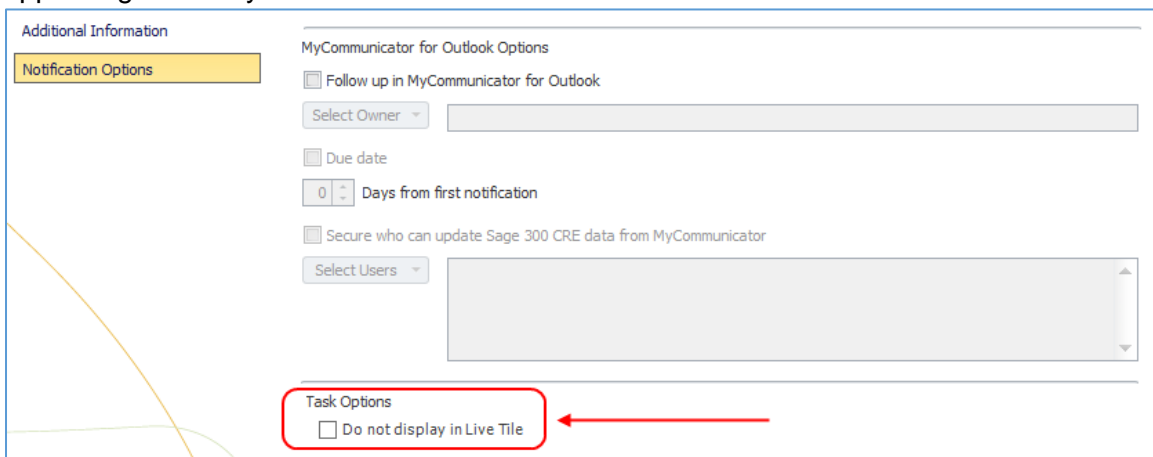 Additional Information
Notification Options
MyCommunicator for Outlook Options
Follow up in MyCommunicator for Outlook
Select Owner
Due date
0 Days from first notification
Secure who can update Sage 300 CRE data from MyCommunicator
Select Users
Task Options
Do not display in Live Tile